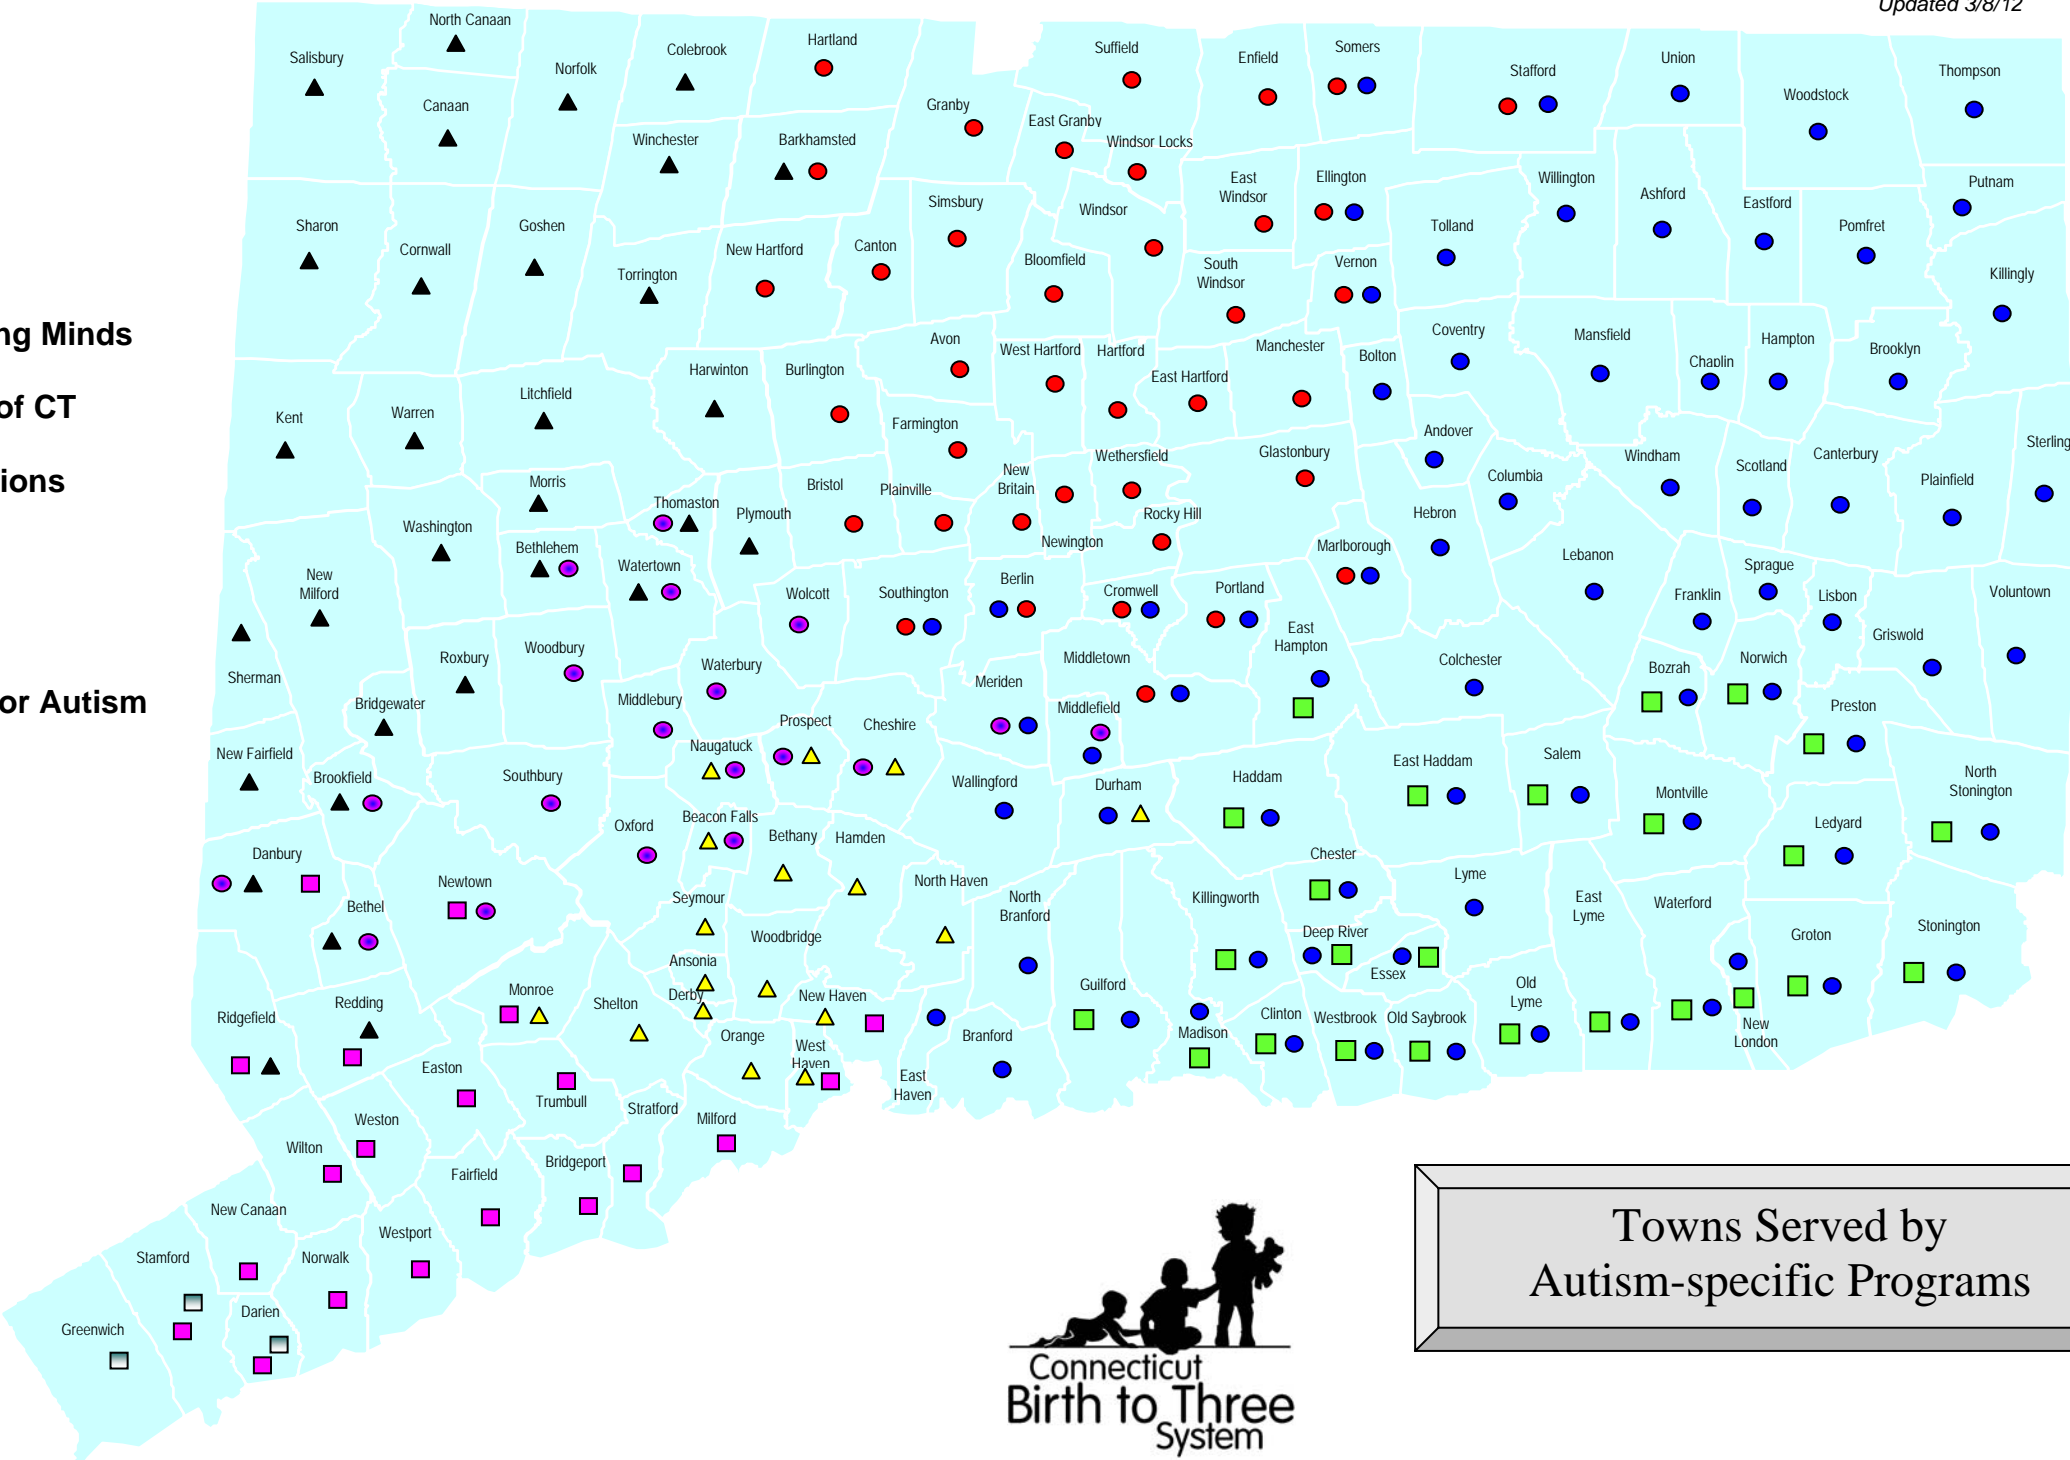 Updated 3/8/12
North Canaan
Salisbury
Norfolk
Colebrook
Hartland
Suffield
Enfield
Somers
Stafford
Union
Woodstock
Thompson
Canaan
Granby
East Granby
Winchester
Barkhamsted
Windsor Locks
East
Windsor
Ellington
Willington
Ashford
Eastford
Putnam
Sharon
Cornwall
Goshen
Torrington
New Hartford
Canton
Simsbury
Windsor
Bloomfield
South
Windsor
Vernon
Tolland
Pomfret
Killingly
ng Minds
of CT
ions
or Autism
Kent
Warren
Litchfield
Harwinton
Burlington
Avon
West Hartford
Hartford
East Hartford
Manchester
Bolton
Coventry
Mansfield
Chaplin
Hampton
Brooklyn
Farmington
Wethersfield
Glastonbury
Andover
Columbia
Windham
Scotland
Canterbury
Plainfield
Sterling
Morris
Washington
Bethlehem
Thomaston
Watertown
Plymouth
Bristol
Plainville
New
Britain
Newington
Rocky Hill
Marlborough
Hebron
Lebanon
Franklin
Sprague
Lisbon
Griswold
Voluntown
New
Milford
Sherman
Roxbury
Woodbury
Wolcott
Southington
Berlin
Cromwell
Portland
East
Hampton
Colchester
Bozrah
Norwich
Preston
Bridgewater
Middlebury
Waterbury
Naugatuck
Prospect
Cheshire
Meriden
Middletown
Middlefield
New Fairfield
Brookfield
Southbury
Oxford
Beacon Falls
Bethany
Hamden
Wallingford
Durham
Haddam
East Haddam
Salem
Montville
Ledyard
North
Stonington
Danbury
Bethel
Newtown
Seymour
Woodbridge
North Haven
North
Branford
Killingworth
Chester
Deep River
Essex
Lyme
East
Lyme
Waterford
Groton
Stonington
Ridgefield
Redding
Monroe
Shelton
Ansonia
Derby
Orange
New Haven
West
Haven
East
Haven
Branford
Guilford
Madison
Clinton
Westbrook
Old Saybrook
Old
Lyme
New
London
Easton
Trumbull
Stratford
Milford
Weston
Wilton
Fairfield
Bridgeport
New Canaan
Westport
Norwalk
Stamford
Darien
Greenwich
Towns Served by
Autism-specific Programs
Connecticut
Birth to Three
System